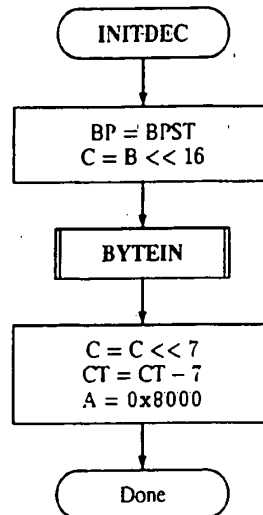 INITDEC
BP = BPST
C = B << 16
BYTEIN
C = C << 7
CT = CT − 7
A = 0x8000
Done